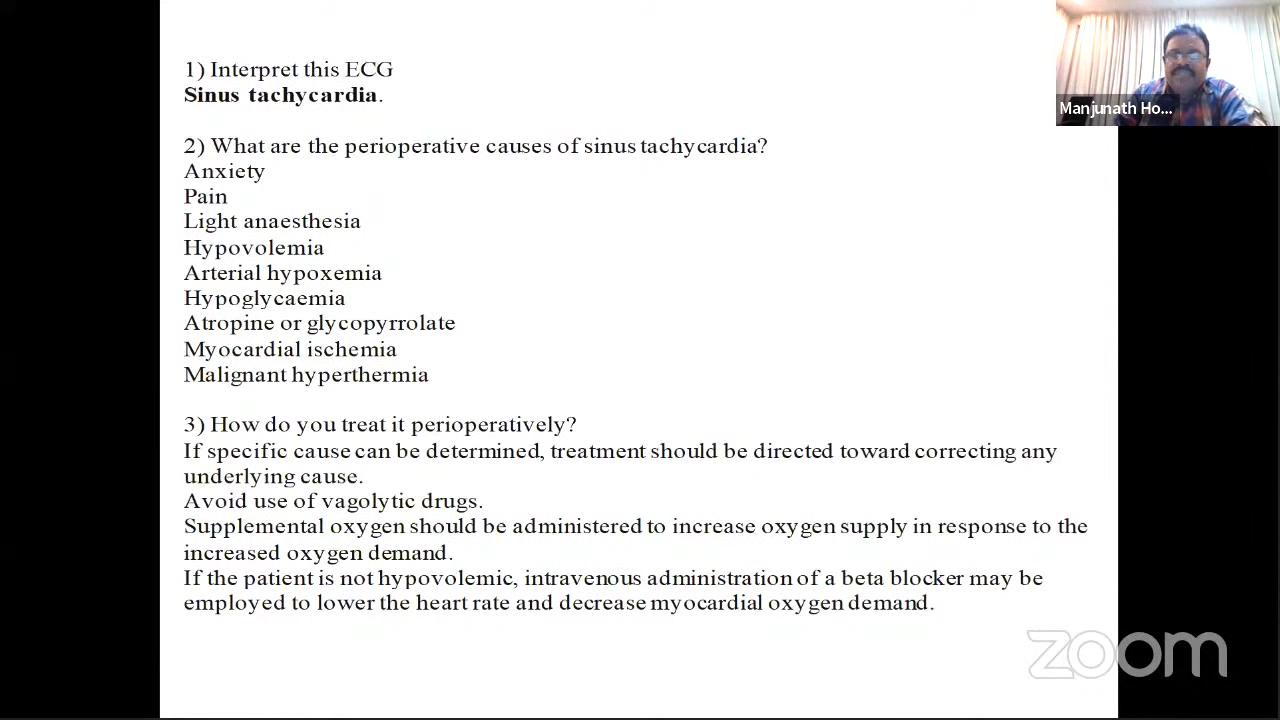 1) Interpret this ECG
Sinus tachycardia.
2) What are the perioperative causes of sinus tachycardia?
Anxiety
Pain
Light anaesthesia
Hypovolemia
Arterial hypoxemia
Hypoglycaemia
Atropine or glycopyrrolate
Myocardial ischemia
Malignant hyperthermia
3) How do you treat it perioperatively?
If specific cause can be determined, treatment should be directed toward correcting any
underlying cause.
Avoid use of vagolytic drugs.
Supplemental oxygen should be administered to increase oxygen supply in response to the
increased oxygen demand.
If the patient is not hypovolemic, intravenous administration of a beta blocker may be
employed to lower the heart rate and decrease myocardial oxygen demand.
Manjunath Ho...
zoom